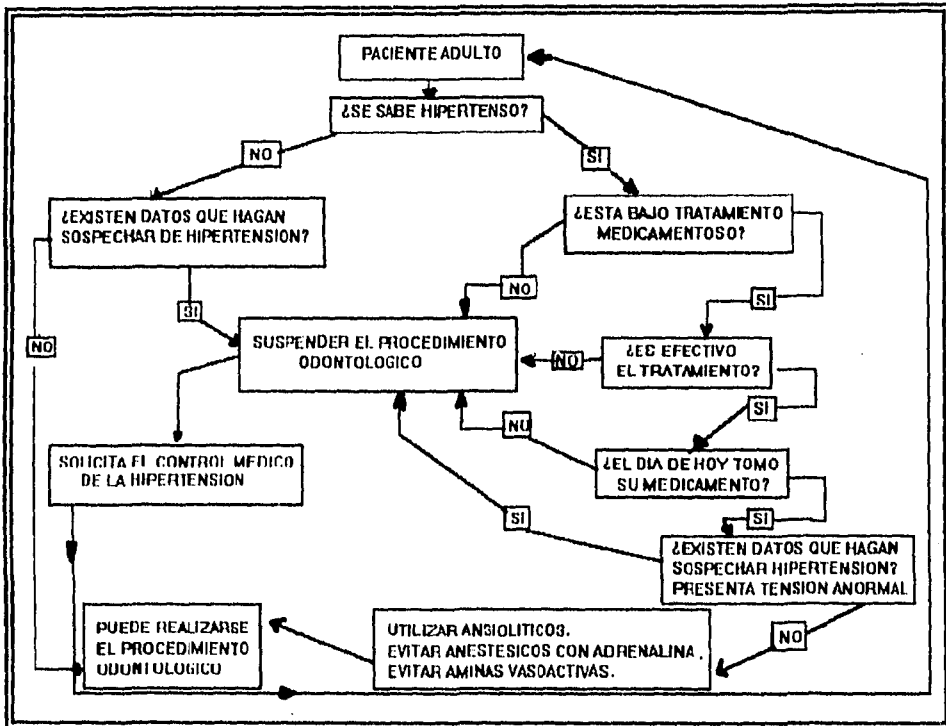 PACIENTE ADULTO
¿SE SABE HIPERTENSO?
NO
SI
¿EXISTEN DATOS QUE HAGAN
SOSPECHAR DE HIPERTENSION?
¿ESTA BAJO TRATAMIENTO
MEDICAMENTOSO?
NO
SI
SI
NO
SUSPENDER EL PROCEDIMIENTO
ODONTOLOGICO
NO
¿ES EFECTIVO
EL TRATAMIENTO?
SI
NO
SOLICITA EL CONTROL MEDICO
DE LA HIPERTENSION
¿EL DIA DE HOY TOMO
SU MEDICAMENTO?
SI
SI
¿EXISTEN DATOS QUE HAGAN
SOSPECHAR HIPERTENSION?
PRESENTA TENSION ANORMAL
NO
PUEDE REALIZARSE
EL PROCEDIMIENTO
ODONTOLOGICO
UTILIZAR ANSIOLITICOS.
EVITAR ANESTESICOS CON ADRENALINA.
EVITAR AMINAS VASOACTIVAS.